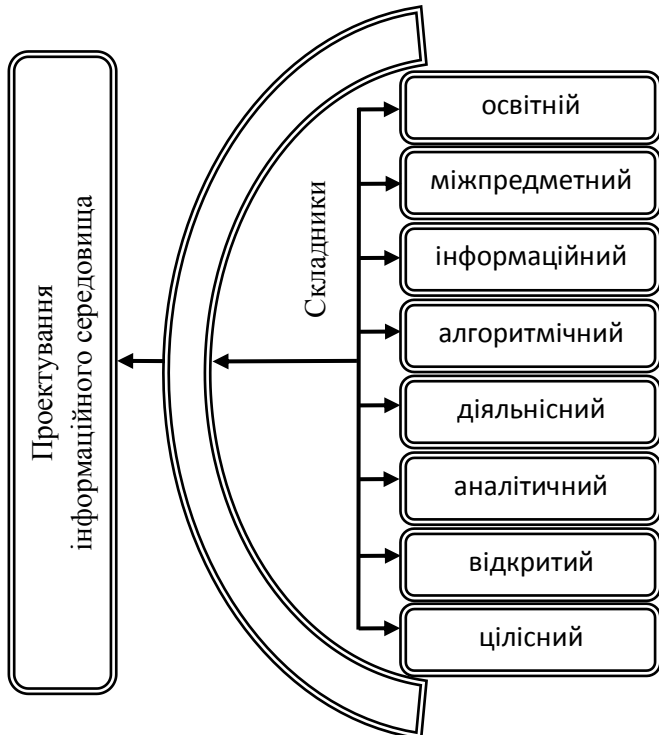 Проектування
інформаційного середовища
Складники
освітній
міжпредметний
інформаційний
алгоритмічний
діяльнісний
аналітичний
відкритий
цілісний